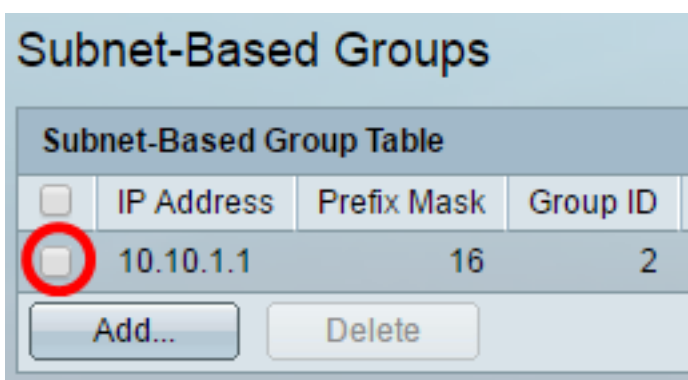 Subnet-Based Groups
Subnet-Based Group Table
IP Address Prefix Mask Group ID
10.10.1.1 16 2
Add... Delete